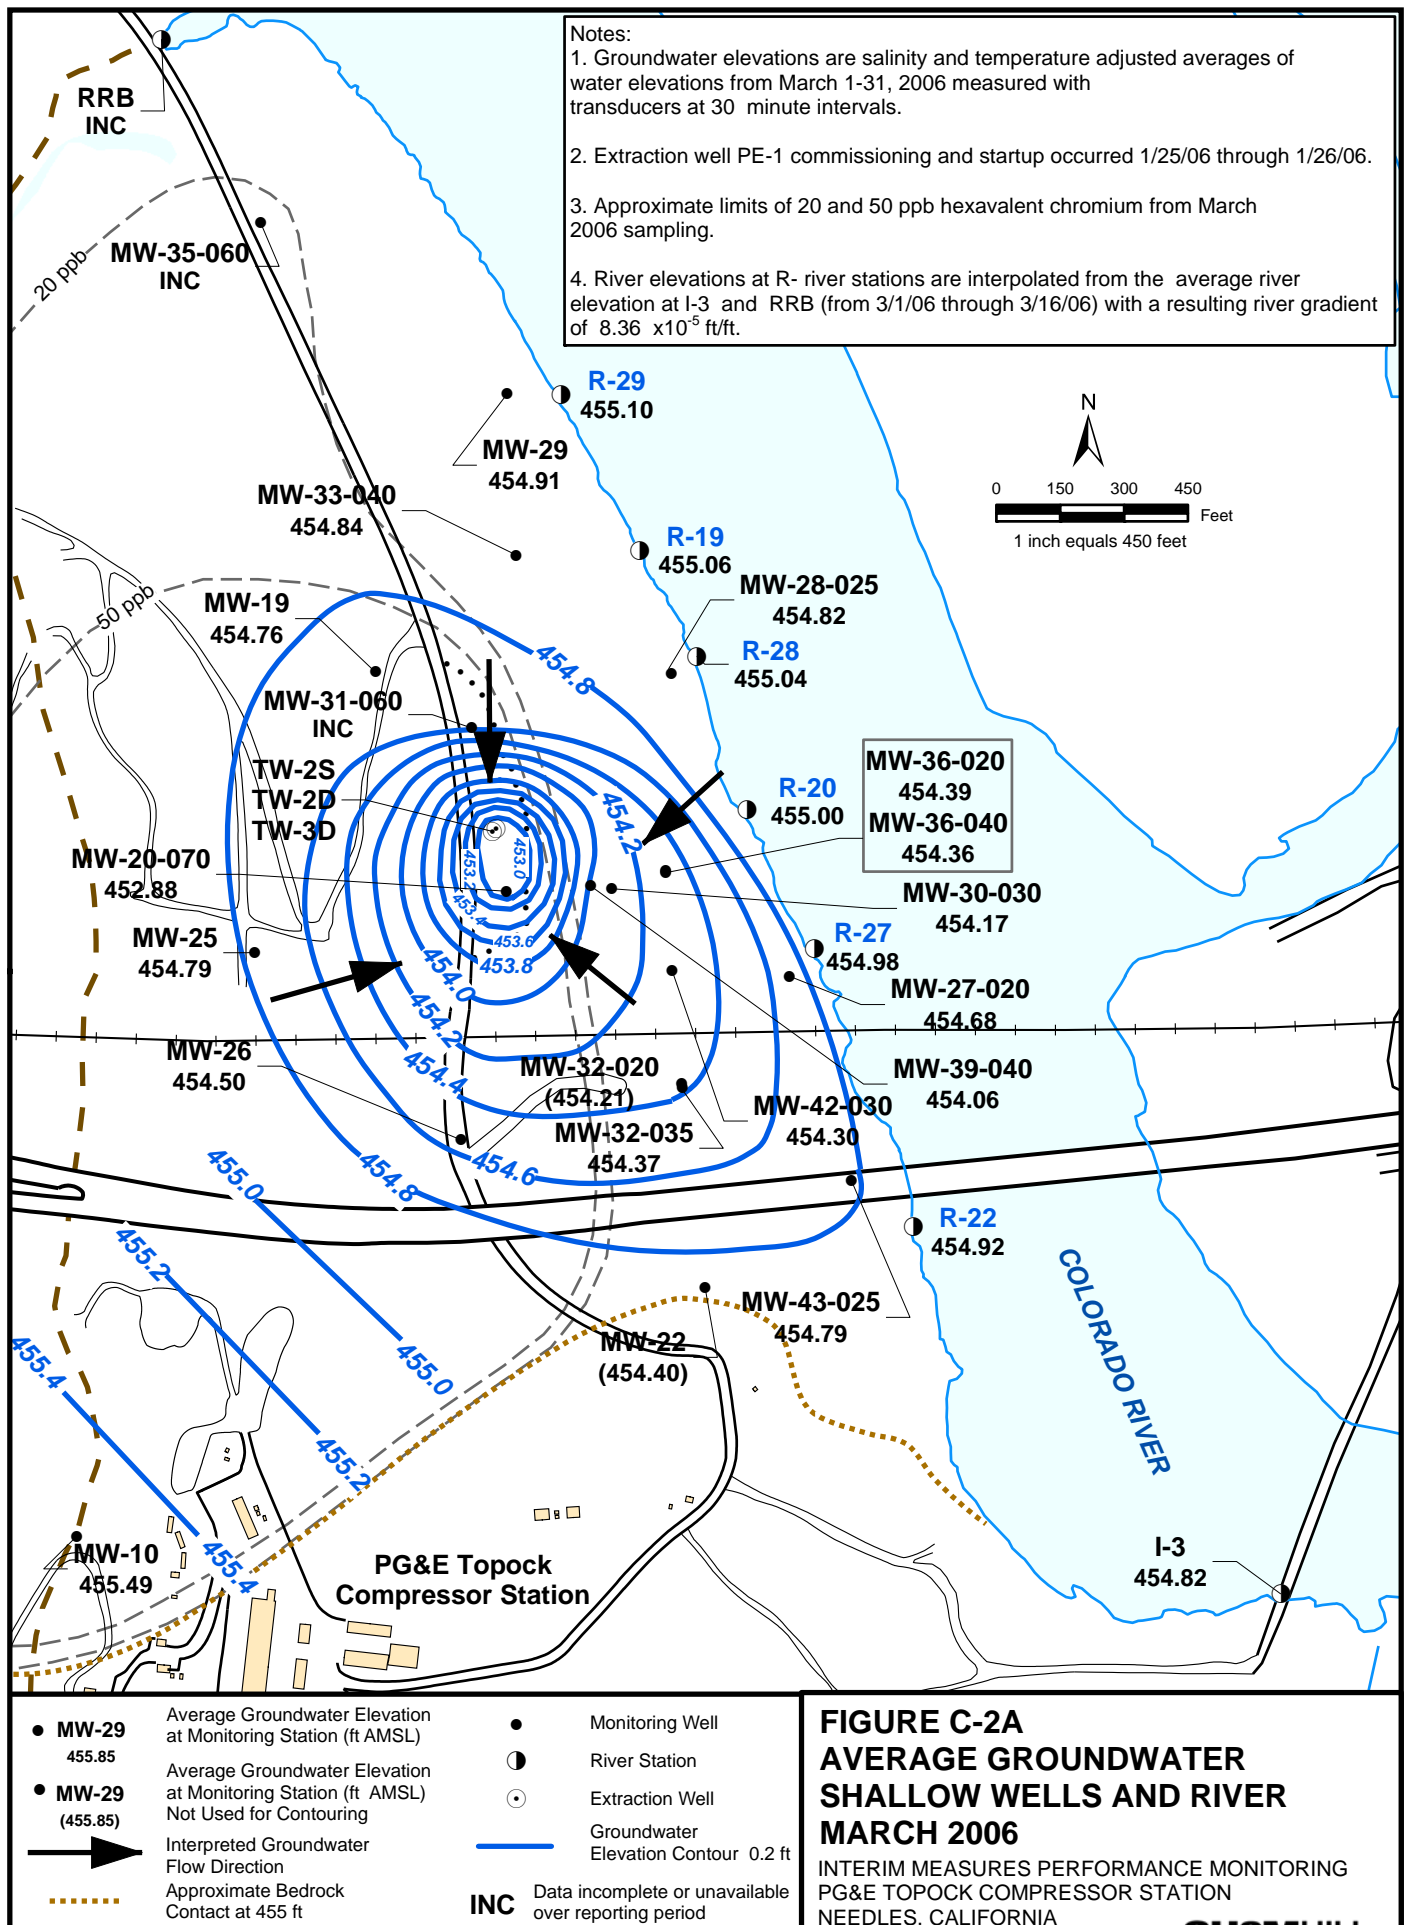 Notes:
1. Groundwater elevations are salinity and temperature adjusted averages of
water elevations from March 1-31, 2006 measured with
transducers at 30 minute intervals.
2. Extraction well PE-1 commissioning and startup occurred 1/25/06 through 1/26/06.
3. Approximate limits of 20 and 50 ppb hexavalent chromium from March
2006 sampling.
4. River elevations at R- river stations are interpolated from the average river
elevation at I-3 and RRB (from 3/1/06 through 3/16/06) with a resulting river gradient
of 8.36 x10-5 ft/ft.
RRB
INC
MW-35-060
INC
20 ppb
R-29
455.10
N
MW-29
454.91
MW-33-040
454.84
0 150 300 450
Feet
1 inch equals 450 feet
R-19
455.06
50 ppb
MW-19
454.76
MW-28-025
454.82
R-28
455.04
454.8
MW-31-060
INC
TW-2S
TW-2D
TW-3D
R-20
455.00
MW-36-020
454.39
MW-36-040
454.36
454.2
453.0
453.2
453.4
453.6
453.8
454.0
454.2
454.4
454.6
454.8
MW-20-070
452.88
MW-30-030
454.17
MW-25
454.79
R-27
454.98
MW-27-020
454.68
MW-26
454.50
MW-32-020
(454.21)
MW-39-040
454.06
MW-42-030
454.30
MW-32-035
454.37
455.0
455.2
455.4
R-22
454.92
COLORADO RIVER
MW-43-025
454.79
MW-22
(454.40)
455.0
455.2
455.4
MW-10
455.49
PG&E Topock
Compressor Station
I-3
454.82
MW-29
455.85
Average Groundwater Elevation
at Monitoring Station (ft AMSL)
MW-29
(455.85)
Average Groundwater Elevation
at Monitoring Station (ft AMSL)
Not Used for Contouring
Interpreted Groundwater
Flow Direction
Approximate Bedrock
Contact at 455 ft
Monitoring Well
River Station
Extraction Well
Groundwater
Elevation Contour 0.2 ft
INC
Data incomplete or unavailable
over reporting period
FIGURE C-2A
AVERAGE GROUNDWATER
SHALLOW WELLS AND RIVER
MARCH 2006
INTERIM MEASURES PERFORMANCE MONITORING
PG&E TOPOCK COMPRESSOR STATION
NEEDLES, CALIFORNIA